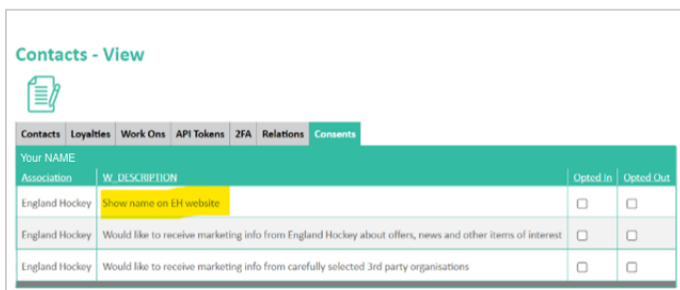 Contacts - View
Contacts Loyalties Work Ons API Tokens 2FA Relations Consents
Your NAME
Association W_DESCRIPTION Opted In Opted Out
England Hockey Show name on EH website
England Hockey Would like to receive marketing info from England Hockey about offers, news and other items of interest
England Hockey Would like to receive marketing info from carefully selected 3rd party organisations